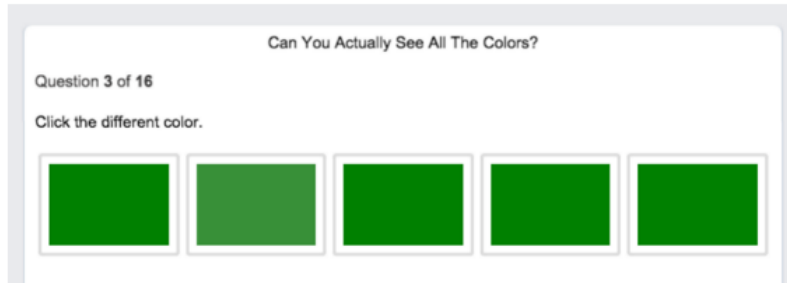 Can You Actually See All The Colors?
Question 3 of 16
Click the different color.